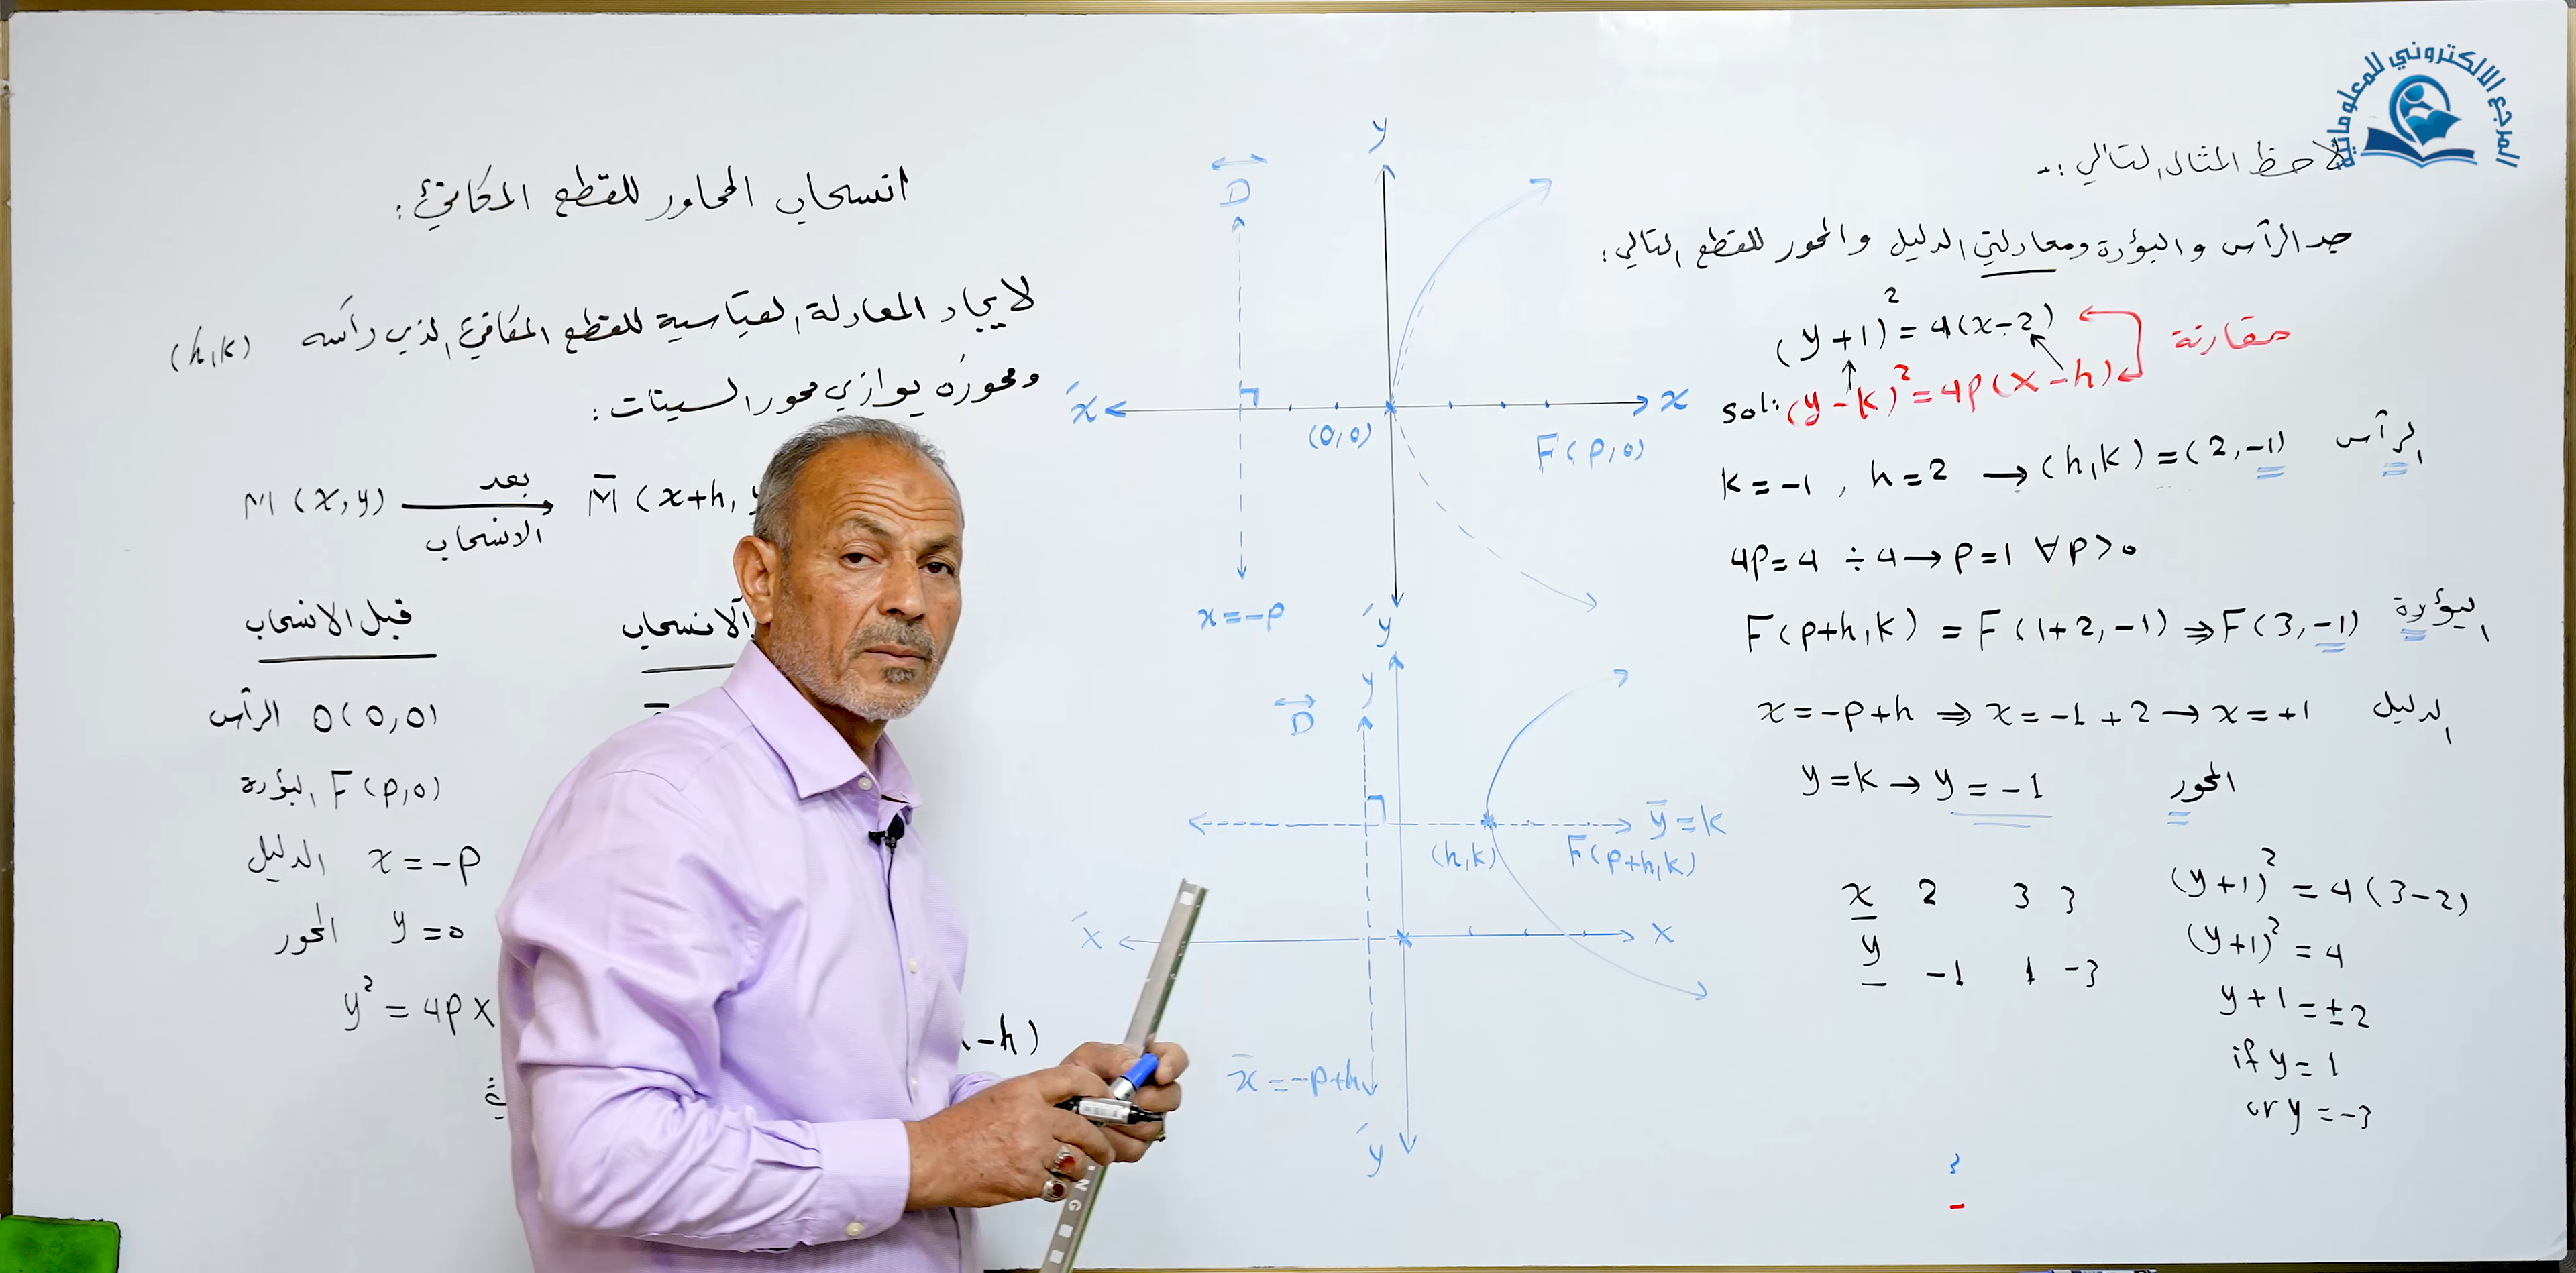 المرجع الالكتروني للمعلوماتية
لاحظ المثال التالي :-
جد الرأس والبؤرة ومعادلتي الدليل والمحور للقطع التالي :
(y+1)² = 4(x-2)
مقارنة
sol: (y-k)² = 4p(x-h)
k=-1 , h=2 → (h,k) = (2,-1) الرأس
4p=4 ÷4 → p=1 ∀p>0
F(p+h,k) = F(1+2,-1) ⇒ F(3,-1) البؤرة
x=-p+h ⇒ x=-1+2 → x=+1 الدليل
y=k → y=-1 المحور
x 2 3 3
y -1 1 -3
(y+1)² = 4(3-2)
(y+1)² = 4
y+1=±2
if y=1
or y=-3
y
D
x́
x
(0,0)
F(p,0)
x=-p
ý
y
D
ȳ=k
(h,k)
F(p+h,k)
x́
x
x̄=-p+h
ý
انسحاب المحاور للقطع المكافئ :
لايجاد المعادلة القياسية للقطع المكافئ الذي رأسه (h,k)
ومحوره يوازي محور السينات :
M(x,y) بعد الانسحاب → M̄(x+h,
قبل الانسحاب
الانسحاب
O(0,0) الرأس
F(p,0) البؤرة
x=-p الدليل
y=0 المحور
y² = 4px
-h)
NG